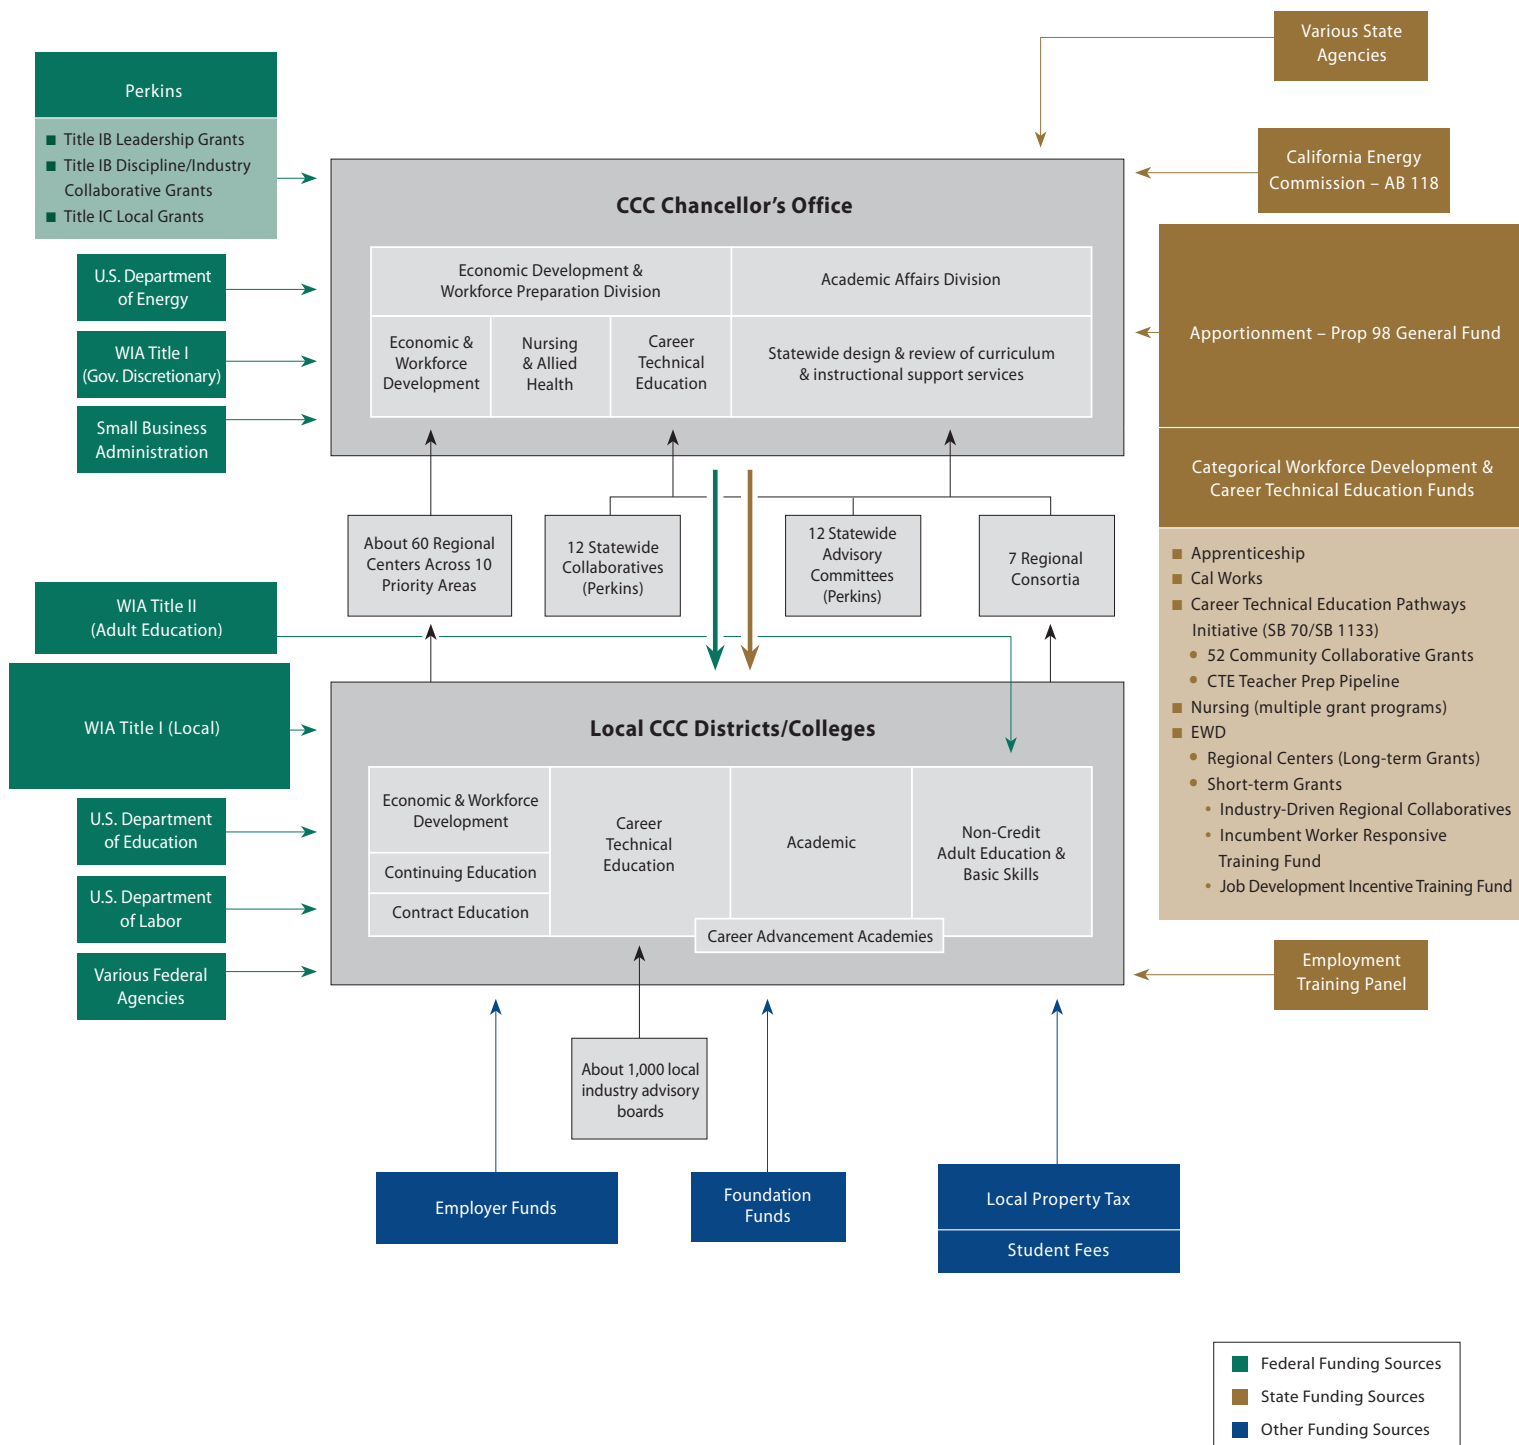 Various State
Agencies
Perkins
■ Title IB Leadership Grants
■ Title IB Discipline/Industry
Collaborative Grants
■ Title IC Local Grants
California Energy
Commission – AB 118
CCC Chancellor's Office
Economic Development &
Workforce Preparation Division
Academic Affairs Division
Economic &
Workforce
Development
Nursing
& Allied
Health
Career
Technical
Education
Statewide design & review of curriculum
& instructional support services
U.S. Department
of Energy
WIA Title I
(Gov. Discretionary)
Small Business
Administration
Apportionment – Prop 98 General Fund
Categorical Workforce Development &
Career Technical Education Funds
■ Apprenticeship
■ Cal Works
■ Career Technical Education Pathways
Initiative (SB 70/SB 1133)
• 52 Community Collaborative Grants
• CTE Teacher Prep Pipeline
■ Nursing (multiple grant programs)
■ EWD
• Regional Centers (Long-term Grants)
• Short-term Grants
• Industry-Driven Regional Collaboratives
• Incumbent Worker Responsive
Training Fund
• Job Development Incentive Training Fund
About 60 Regional
Centers Across 10
Priority Areas
12 Statewide
Collaboratives
(Perkins)
12 Statewide
Advisory
Committees
(Perkins)
7 Regional
Consortia
WIA Title II
(Adult Education)
WIA Title I (Local)
U.S. Department
of Education
U.S. Department
of Labor
Various Federal
Agencies
Local CCC Districts/Colleges
Economic & Workforce
Development
Continuing Education
Contract Education
Career
Technical
Education
Academic
Non-Credit
Adult Education &
Basic Skills
Career Advancement Academies
Employment
Training Panel
About 1,000 local
industry advisory
boards
Employer Funds
Foundation
Funds
Local Property Tax
Student Fees
Federal Funding Sources
State Funding Sources
Other Funding Sources